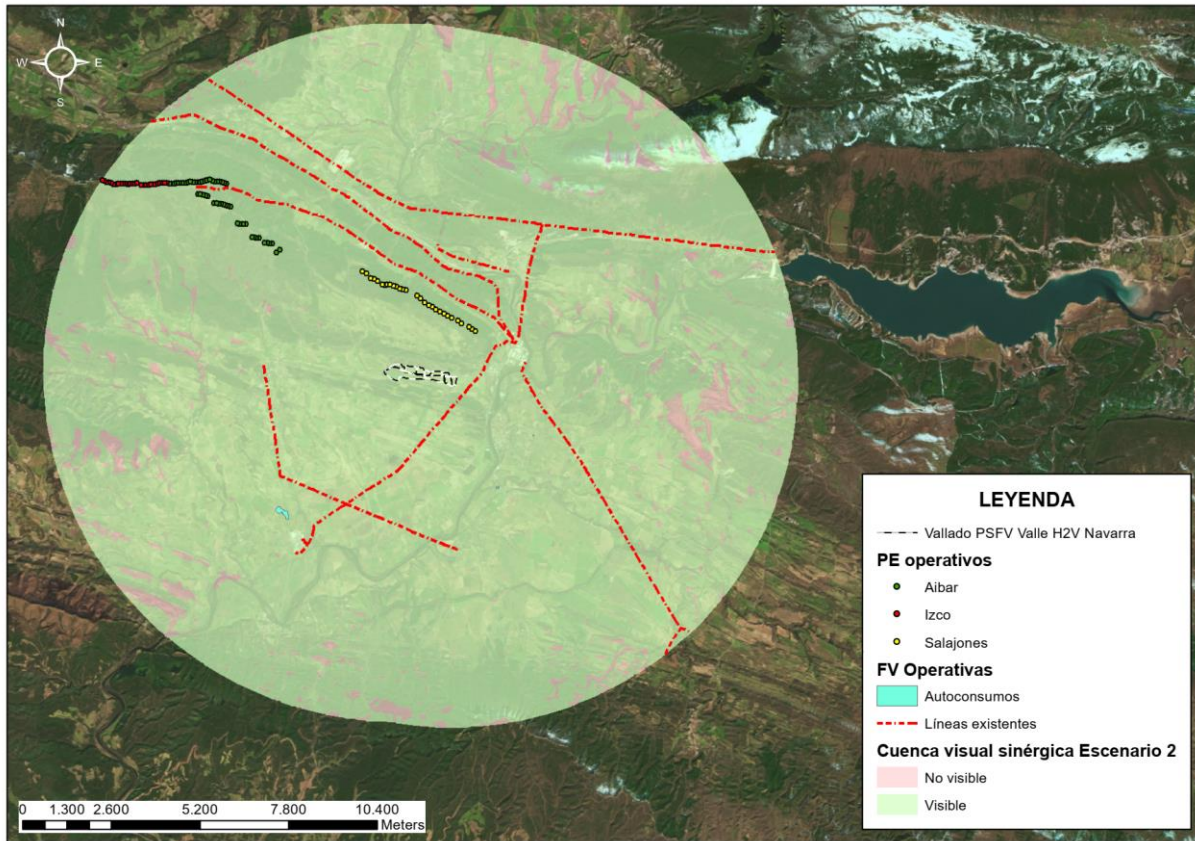 N
W E
S
LEYENDA
Vallado PSFV Valle H2V Navarra
PE operativos
Aibar
Izco
Salajones
FV Operativas
Autoconsumos
Líneas existentes
Cuenca visual sinérgica Escenario 2
No visible
Visible
0 1.300 2.600 5.200 7.800 10.400
Meters